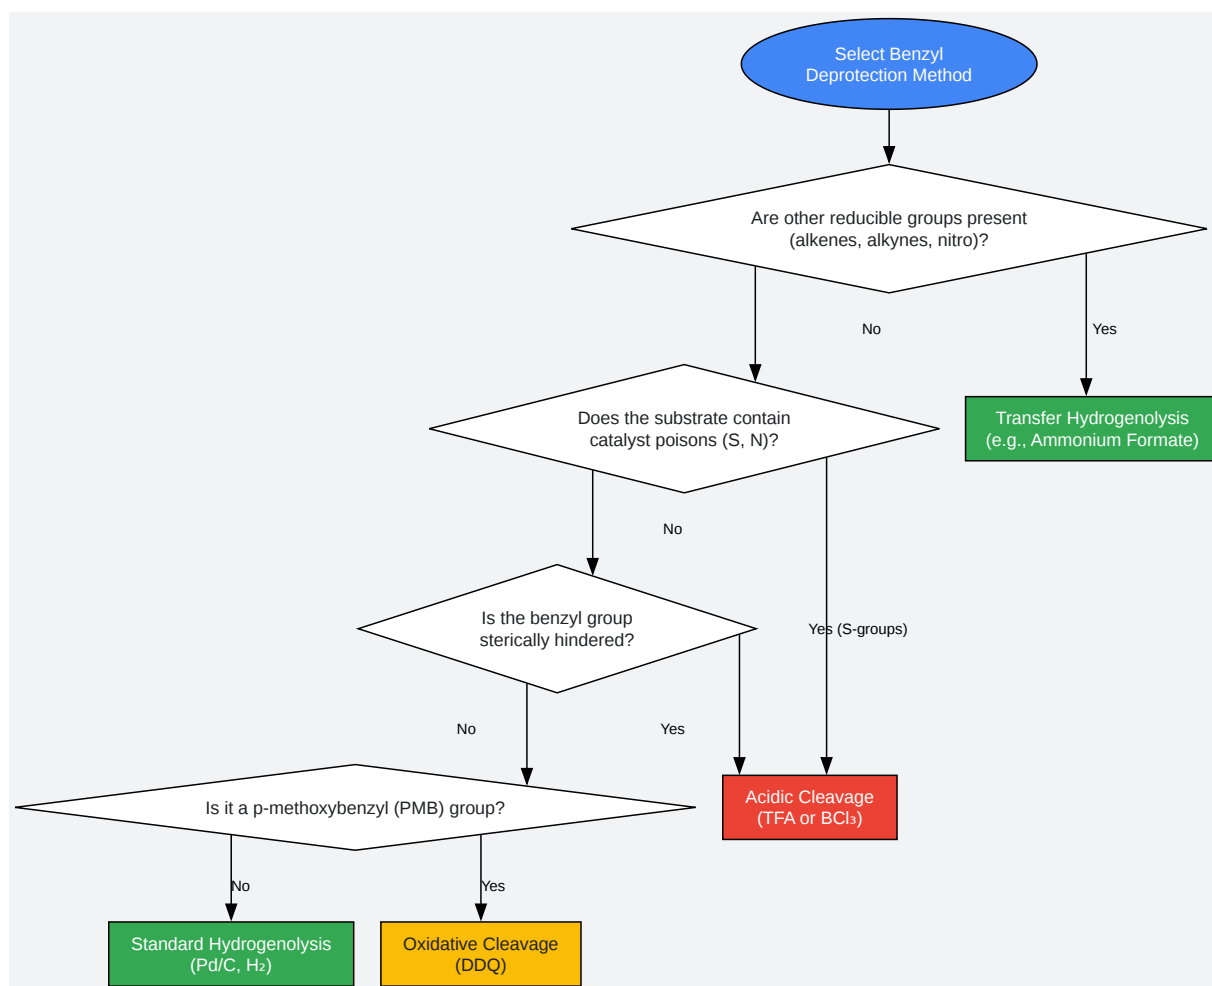 Select Benzyl
Deprotection Method
Are other reducible groups present
(alkenes, alkynes, nitro)?
No
Yes
Does the substrate contain
catalyst poisons (S, N)?
Transfer Hydrogenolysis
(e.g., Ammonium Formate)
No
Is the benzyl group
sterically hindered?
Yes (S-groups)
No
Yes
Is it a p-methoxybenzyl (PMB) group?
Acidic Cleavage
(TFA or BCl₃)
No
Yes
Standard Hydrogenolysis
(Pd/C, H₂)
Oxidative Cleavage
(DDQ)